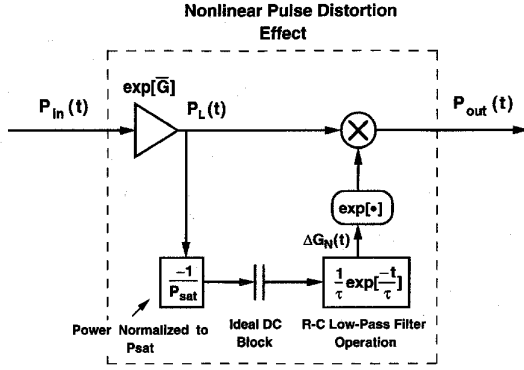 Nonlinear Pulse Distortion
Effect
exp[G̅]
P_in (t)
P_L(t)
P_out (t)
exp[•]
ΔG_N(t)
-1
P_sat
1/τ exp[-t/τ]
Power Normalized to
Psat
Ideal DC
Block
R-C Low-Pass Filter
Operation